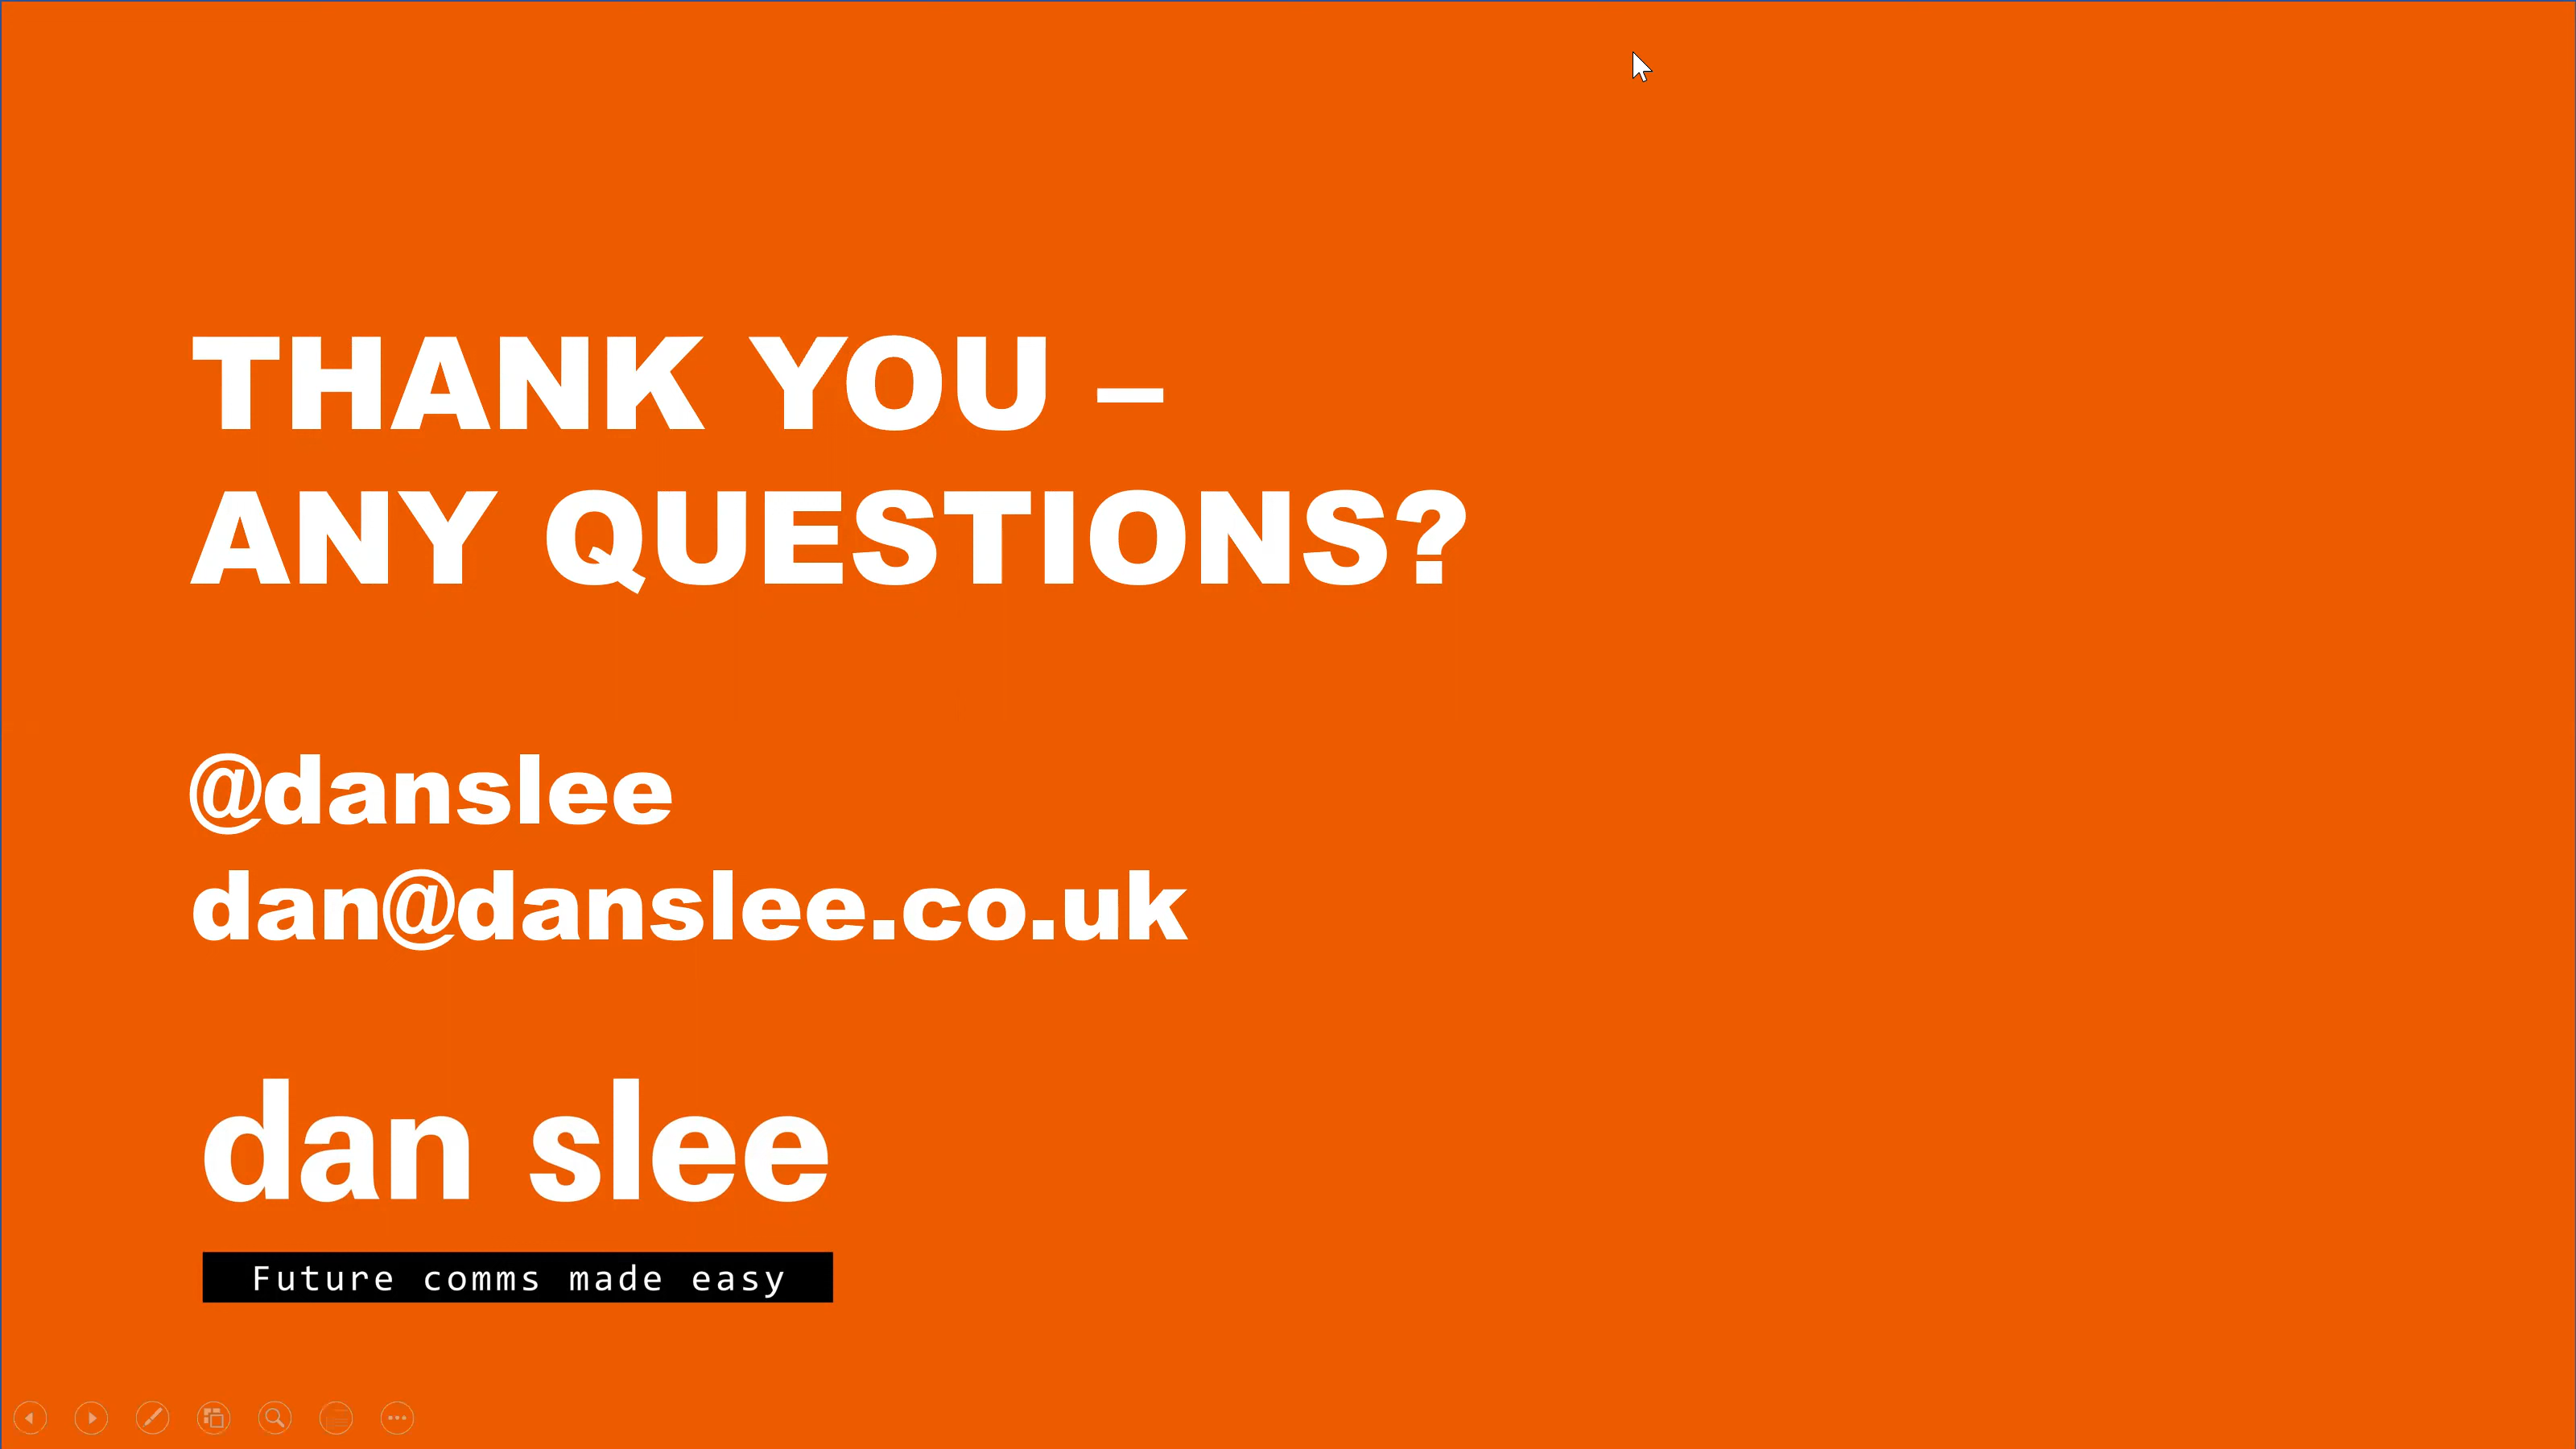 THANK YOU –
ANY QUESTIONS?
@danslee
dan@danslee.co.uk
dan slee
Future comms made easy